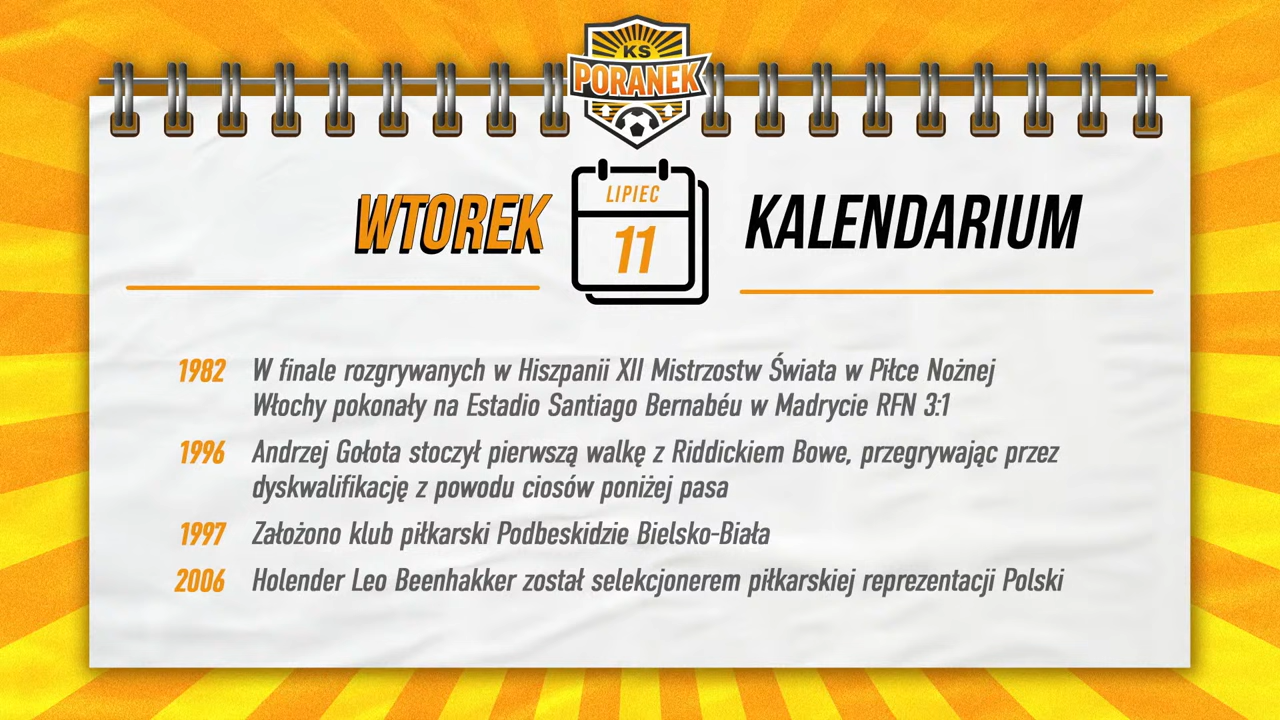 KS
PORANEK
WTOREK
LIPIEC
11
KALENDARIUM
1982 W finale rozgrywanych w Hiszpanii XII Mistrzostw Świata w Piłce Nożnej
Włochy pokonały na Estadio Santiago Bernabéu w Madrycie RFN 3:1
1996 Andrzej Gołota stoczył pierwszą walkę z Riddickiem Bowe, przegrywając przez
dyskwalifikację z powodu ciosów poniżej pasa
1997 Założono klub piłkarski Podbeskidzie Bielsko-Biała
2006 Holender Leo Beenhakker został selekcjonerem piłkarskiej reprezentacji Polski